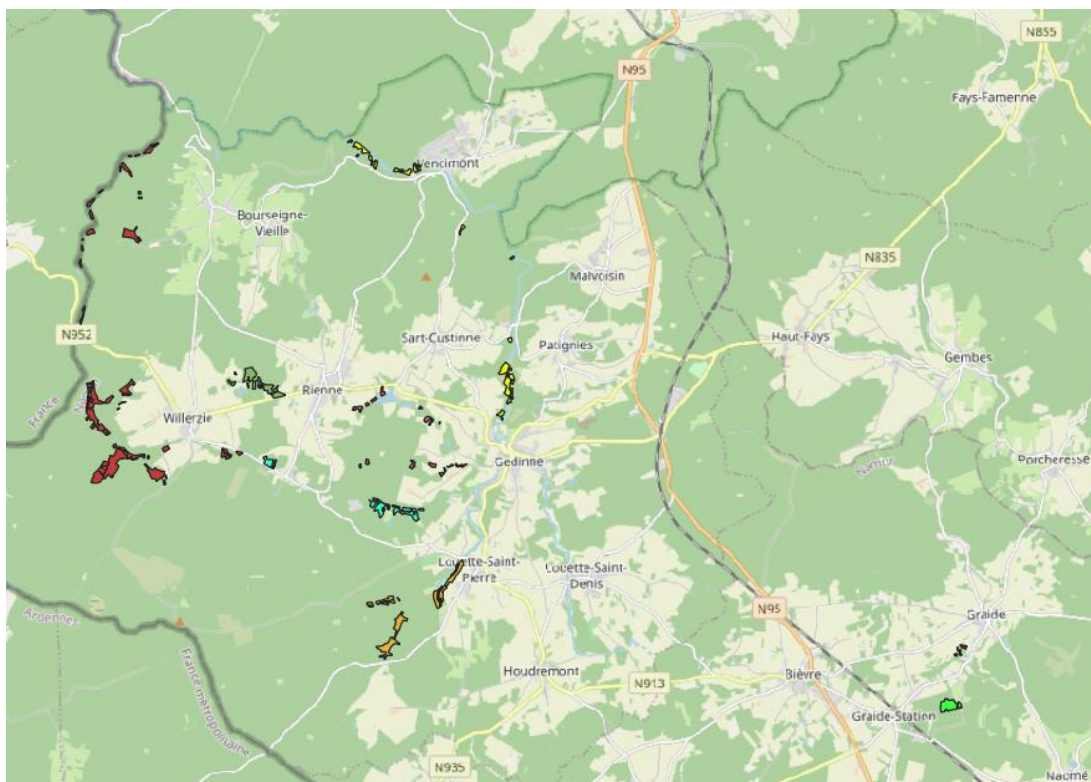 N855
N95
Fays-Famenne
Vencimont
Bourseigne-
Vieille
Malvoisin
N835
N952
Sart-Custinne
Patignies
Haut-Fays
Gembes
France
Rienne
Willerzie
Gedinne
Porcheresse
Namur
Louette-Saint-
Pierre
Louette-Saint-
Denis
Ardennes
N95
Graide
France métropolitaine
Houdremont
Bièvre
N913
Graide-Station
N935
Naomé